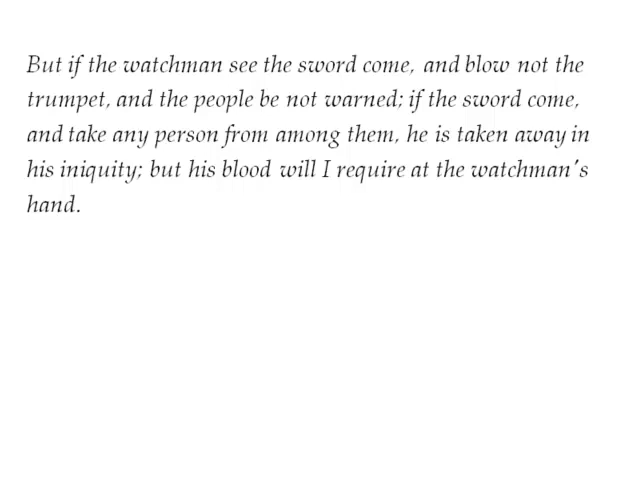 But if the watchman see the sword come, and blow not the
trumpet, and the people be not warned; if the sword come,
and take any person from among them, he is taken away in
his iniquity; but his blood will I require at the watchman's
hand.